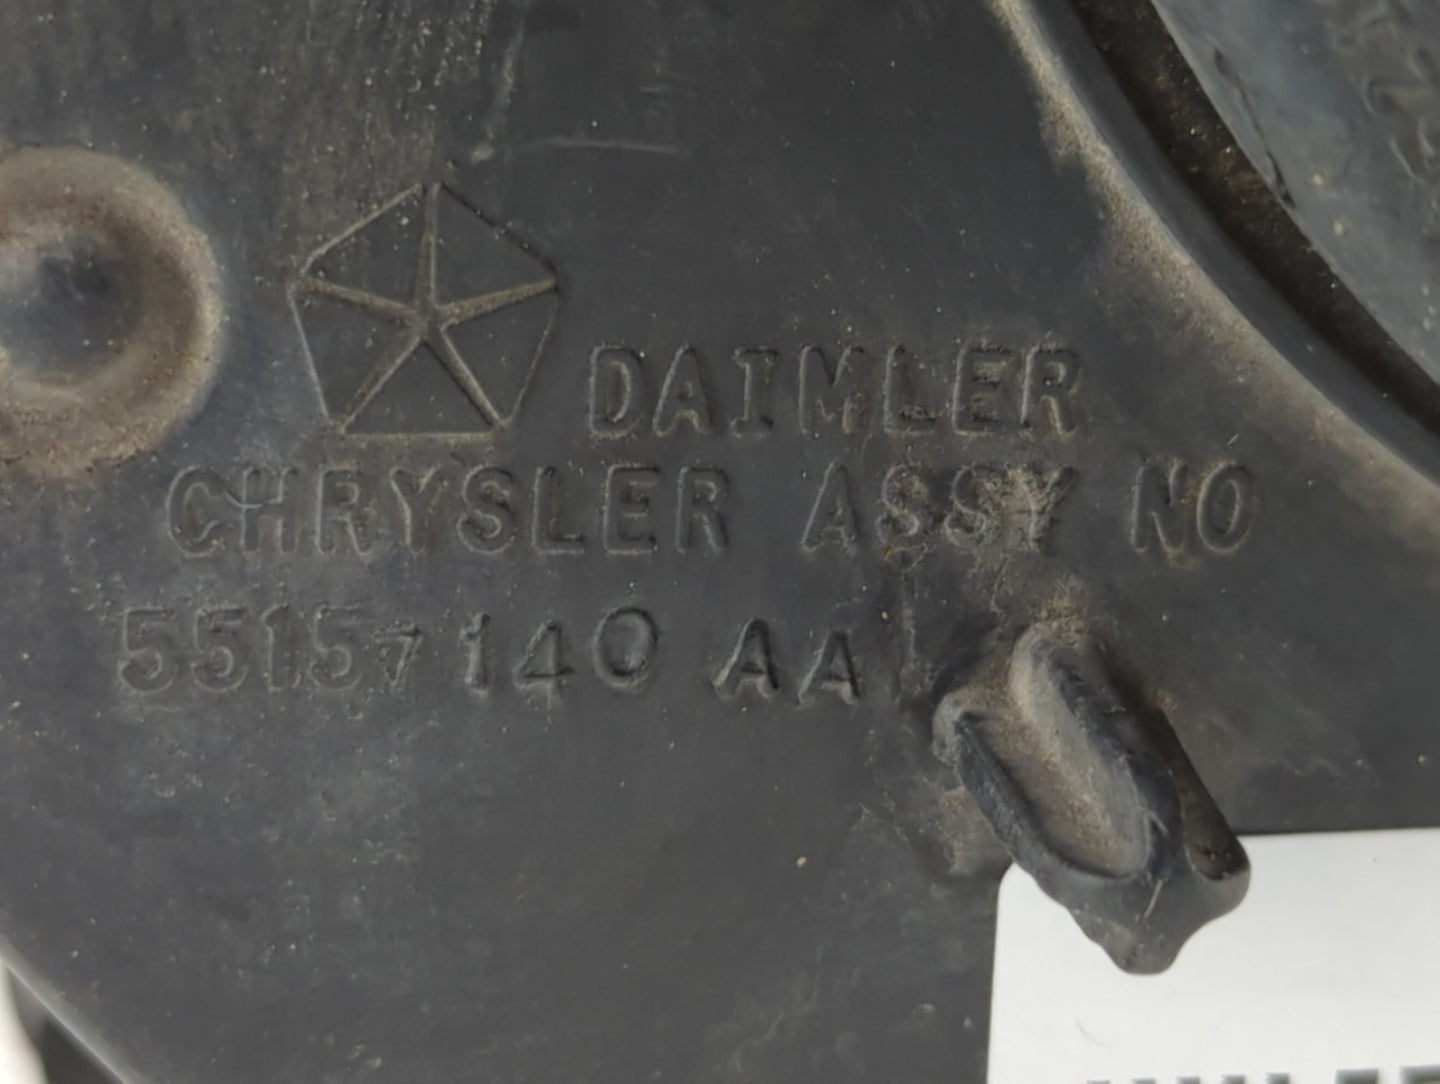 DAIMLER
CHRYSLER ASSY NO
55157140 AA